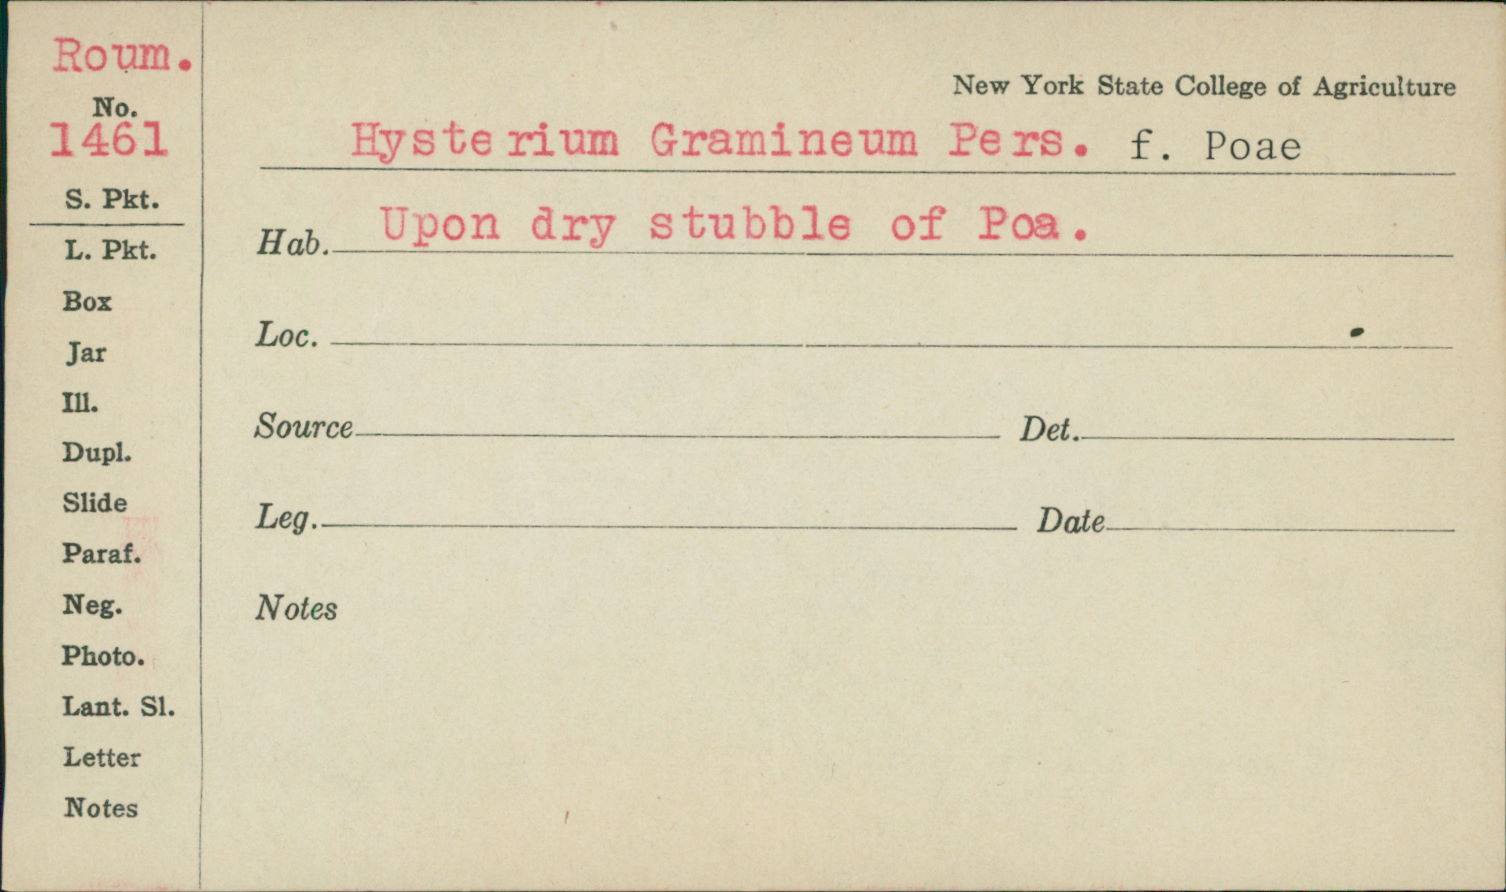 Roum.
No.
1461
S. Pkt.
L. Pkt.
Box
Jar
Ill.
Dupl.
Slide
Paraf.
Neg.
Photo.
Lant. Sl.
Letter
Notes
New York State College of Agriculture
Hysterium Gramineum Pers. f. Poae
Hab. Upon dry stubble of Poa.
Loc.
Source Det.
Leg. Date
Notes